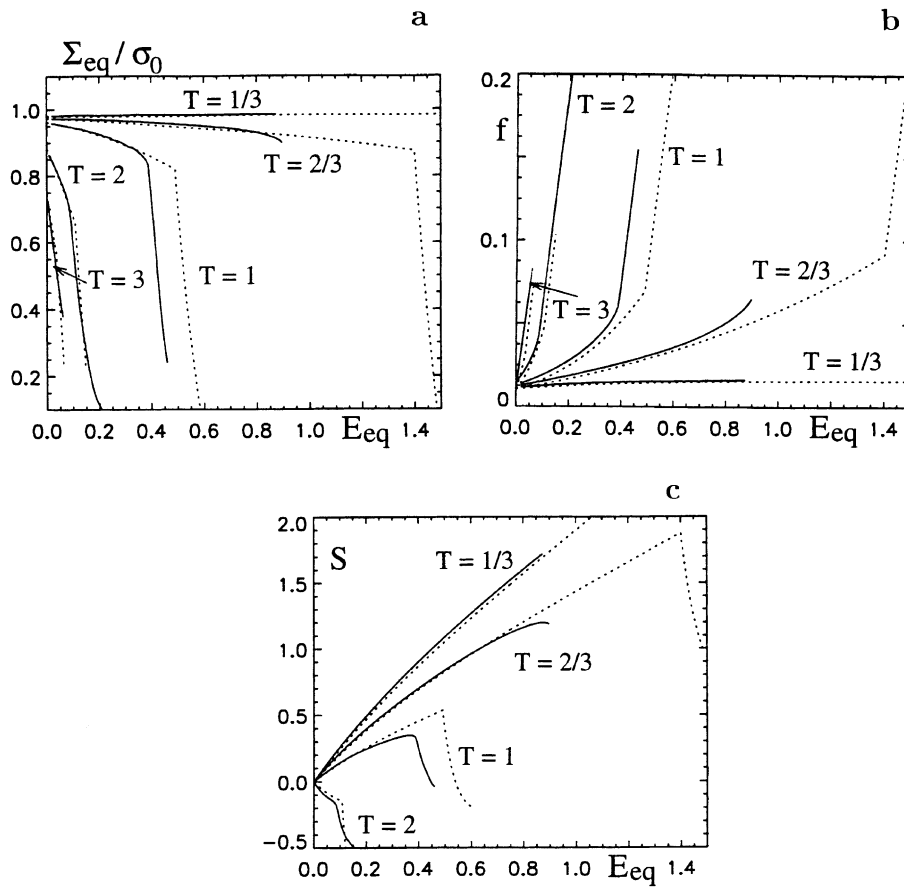 a
Σeq / σ0
1.0
0.8
0.6
0.4
0.2
T = 1/3
T = 2/3
T = 2
T = 3
T = 1
0.0 0.2 0.4 0.6 0.8 Eeq 1.4
b
0.2
f
0.1
0
T = 2
T = 1
T = 2/3
T = 3
T = 1/3
0.0 0.2 0.4 0.6 0.8 1.0 Eeq 1.4
c
2.0
1.5
1.0
0.5
0.0
−0.5
S
T = 1/3
T = 2/3
T = 1
T = 2
0.0 0.2 0.4 0.6 0.8 1.0 Eeq 1.4